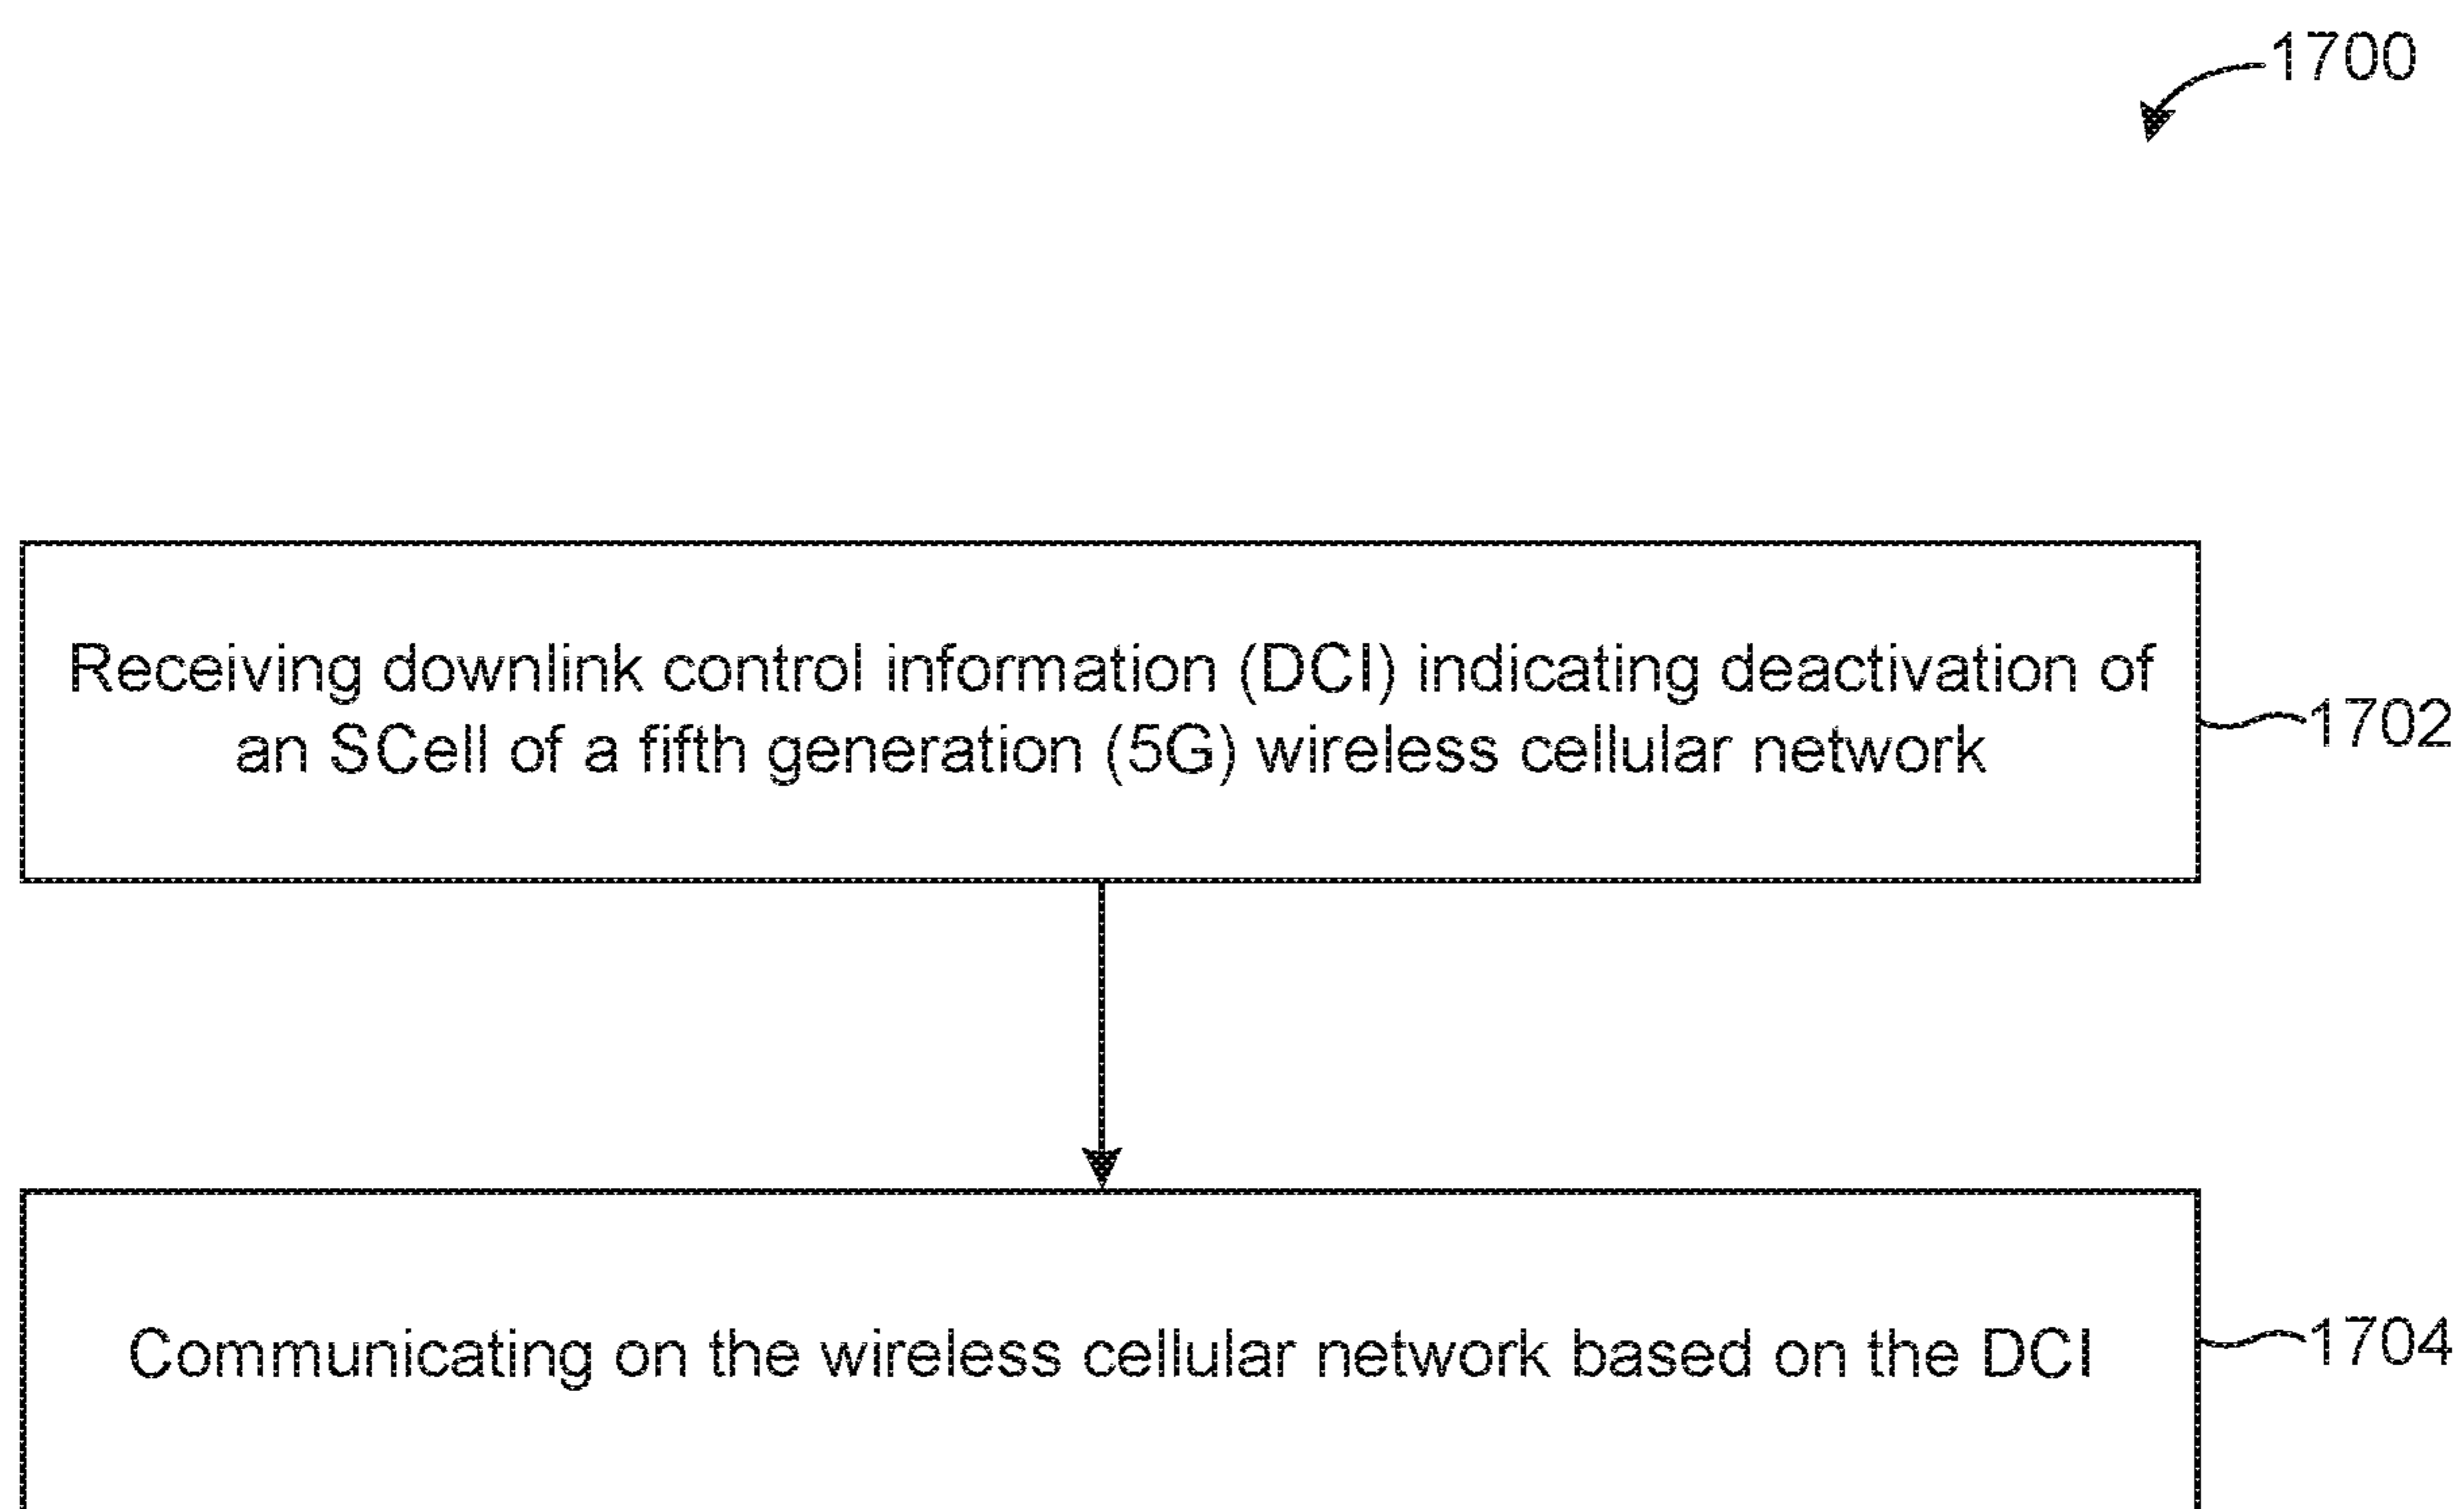 1700
Receiving downlink control information (DCI) indicating deactivation of
an SCell of a fifth generation (5G) wireless cellular network
1702
Communicating on the wireless cellular network based on the DCI
1704